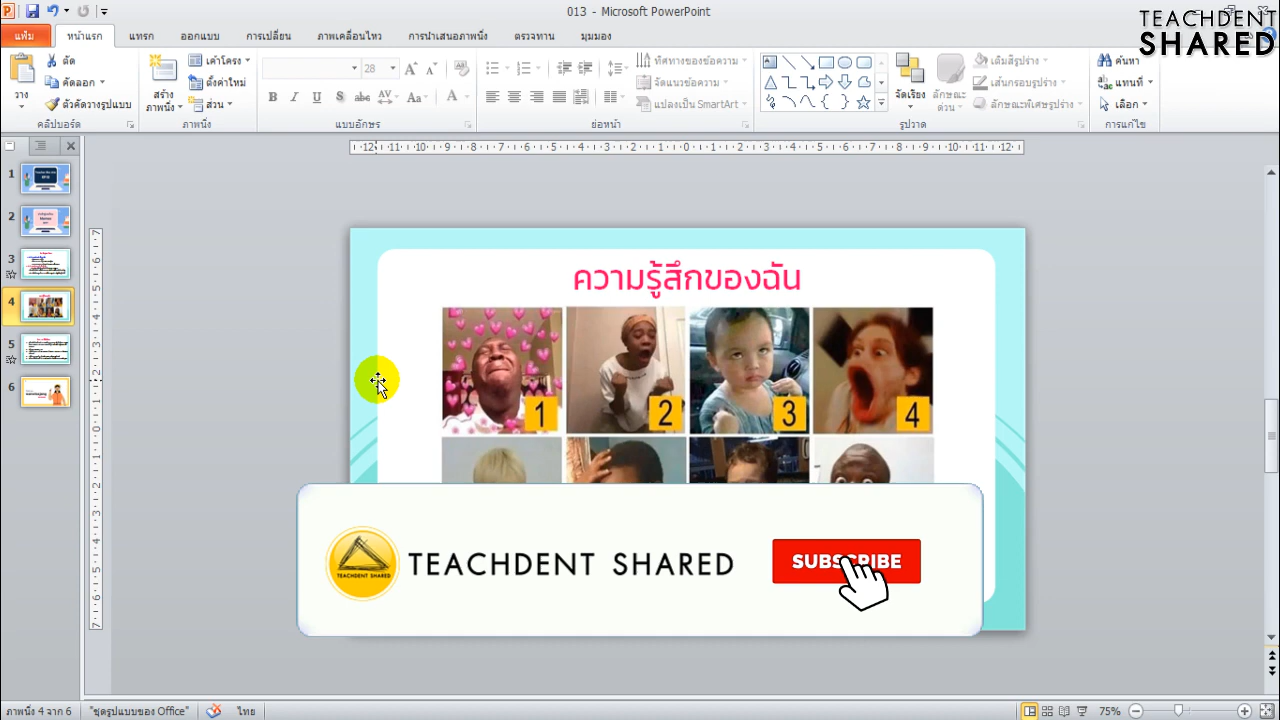 013 - Microsoft PowerPoint
TEACHDENT
SHARED
แฟ้ม หน้าแรก แทรก ออกแบบ การเปลี่ยน ภาพเคลื่อนไหว การนำเสนอภาพนิ่ง ตรวจทาน มุมมอง
วาง
ตัด
คัดลอก
ตัวคัดวางรูปแบบ
คลิปบอร์ด
สร้าง
ภาพนิ่ง
เค้าโครง
ตั้งค่าใหม่
ส่วน
ภาพนิ่ง
28
B I U S abc AV Aa A
แบบอักษร
ทิศทางของข้อความ
จัดแนวข้อความ
แปลงเป็น SmartArt
ย่อหน้า
จัดเรียง
ลักษณะ
ด่วน
เติมสีรูปร่าง
เส้นกรอบรูปร่าง
ลักษณะพิเศษรูปร่าง
รูปวาด
ค้นหา
แทนที่
เลือก
การแก้ไข
1
2
3
4
5
6
ความรู้สึกของฉัน
1 2 3 4
TEACHDENT SHARED
TEACHDENT SHARED
SUBSCRIBE
ภาพนิ่ง 4 จาก 6 "ชุดรูปแบบของ Office" ไทย 75%